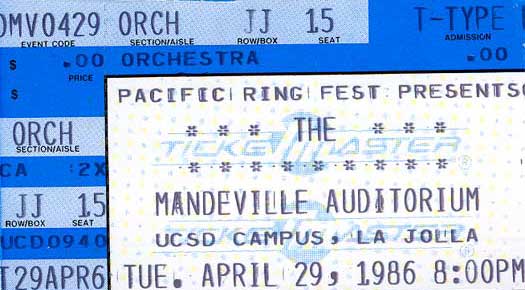 DMV0429 ORCH JJ 15 T-TYPE
EVENT CODE SECTION/AISLE ROW/BOX SEAT ADMISSION
$ .00 ORCHESTRA .00
PRICE
$ PACIFIC RING FEST PRESENTS
ORCH * * * THE * * *
SECTION/AISLE TICKETMASTER
CA 2X * * * * * * * * * *
JJ 15 MANDEVILLE AUDITORIUM
ROW/BOX SEAT
UCD0940 UCSD CAMPUS, LA JOLLA
T29APR6 TUE. APRIL 29, 1986 8:00PM